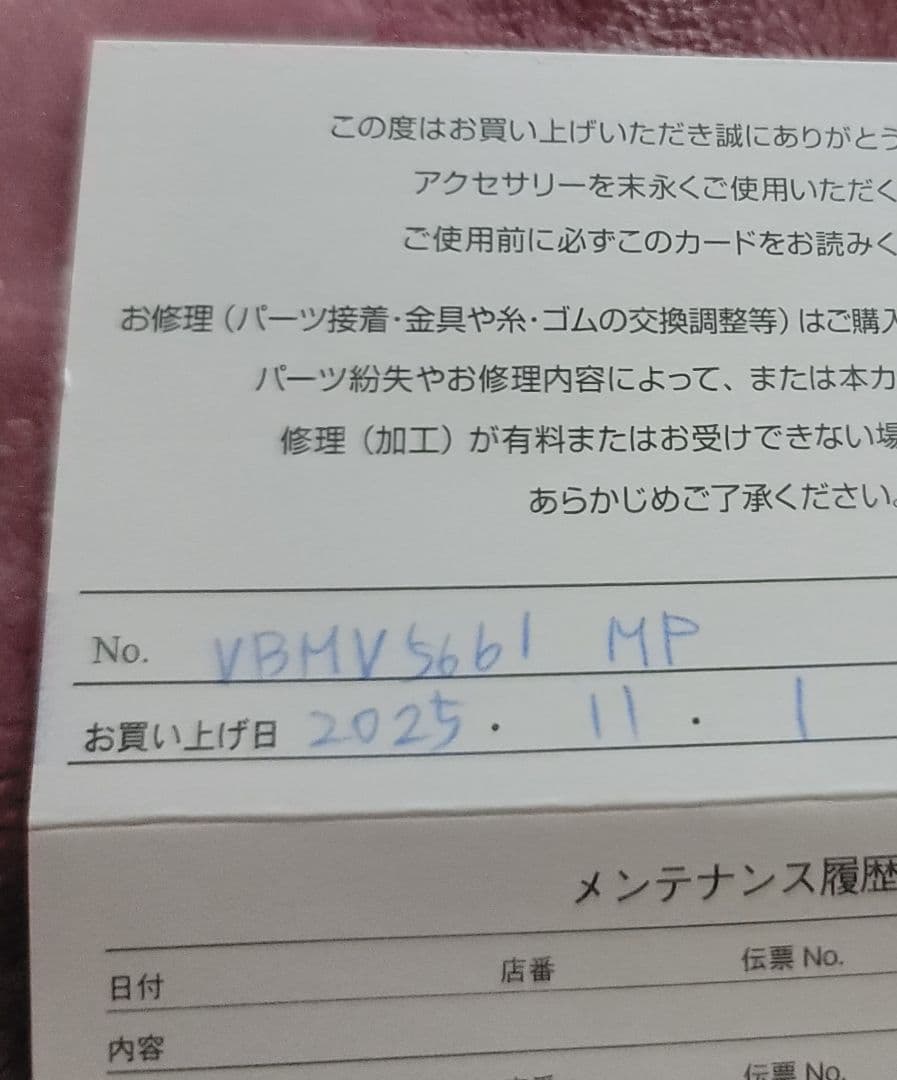 この度はお買い上げいただき誠にありがとう
アクセサリーを末永くご使用いただく
ご使用前に必ずこのカードをお読みく
お修理（パーツ接着・金具や糸・ゴムの交換調整等）はご購入
パーツ紛失やお修理内容によって、または本カ
修理（加工）が有料またはお受けできない場
あらかじめご了承ください。
No. VBMV5661 MP
お買い上げ日 2025 . 11 . 1
メンテナンス履歴
日付 店番 伝票 No.
内容
伝票 No.